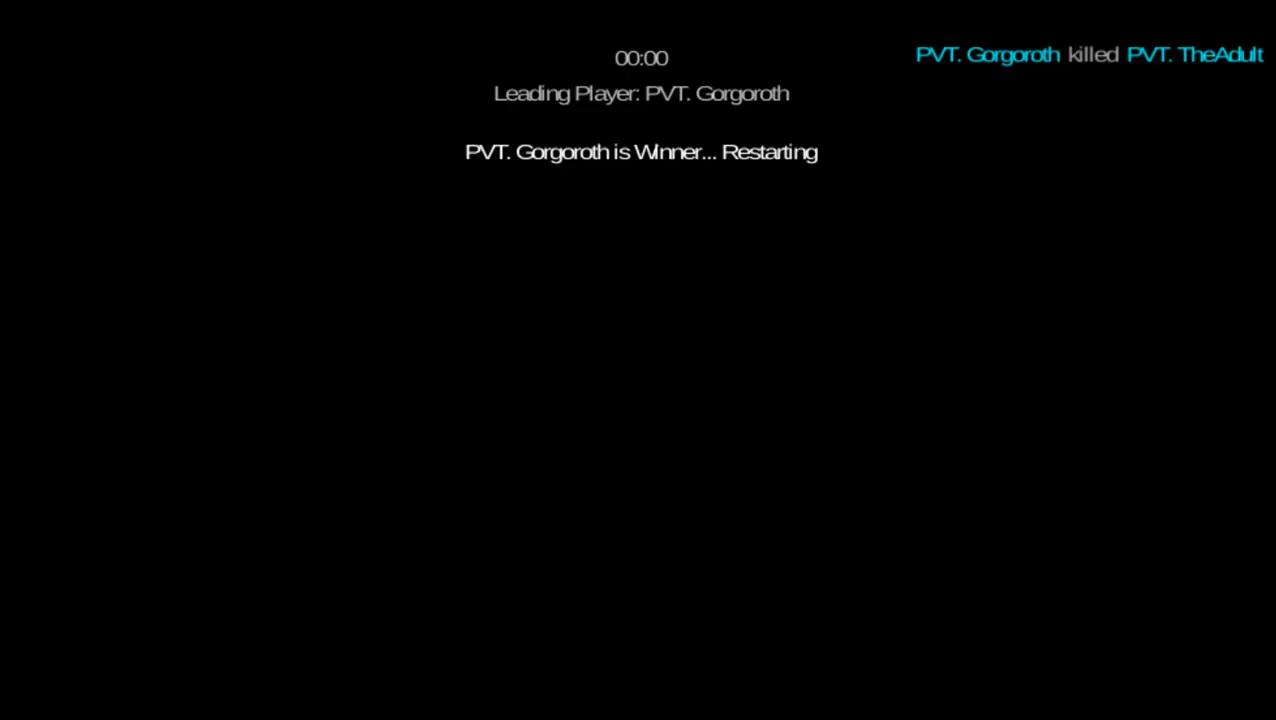 00:00
PVT. Gorgoroth killed PVT. TheAdult
Leading Player: PVT. Gorgoroth
PVT. Gorgoroth is Winner... Restarting